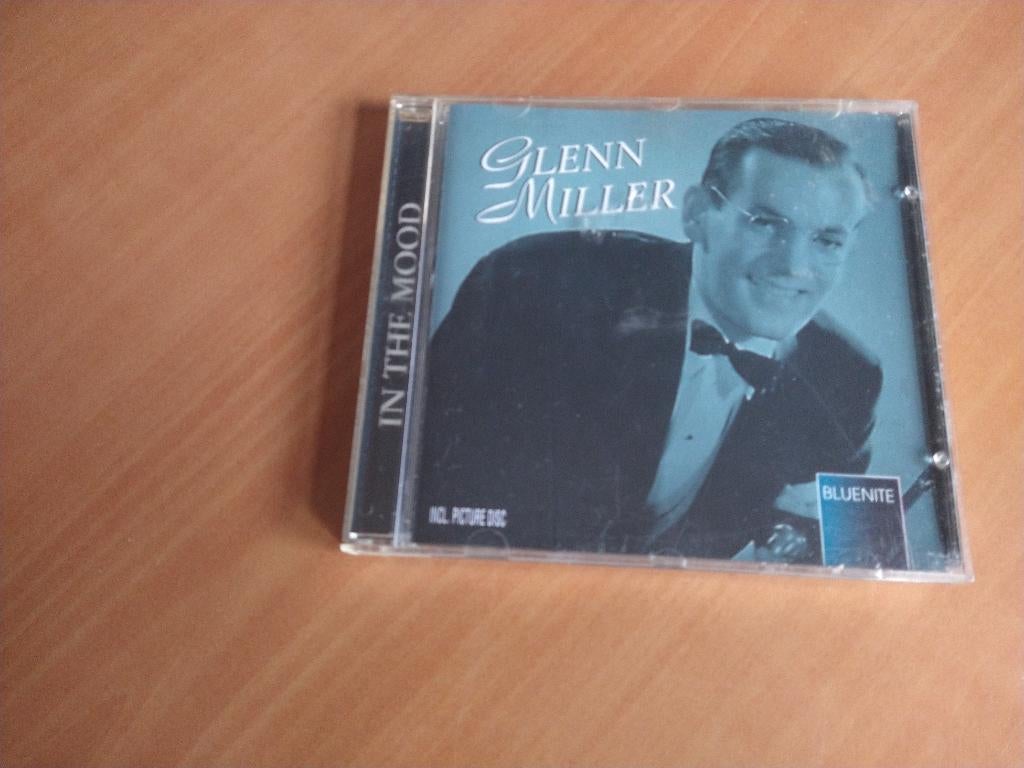 GLENN
MILLER
IN THE MOOD
INCL. PICTURE DISC
BLUENITE